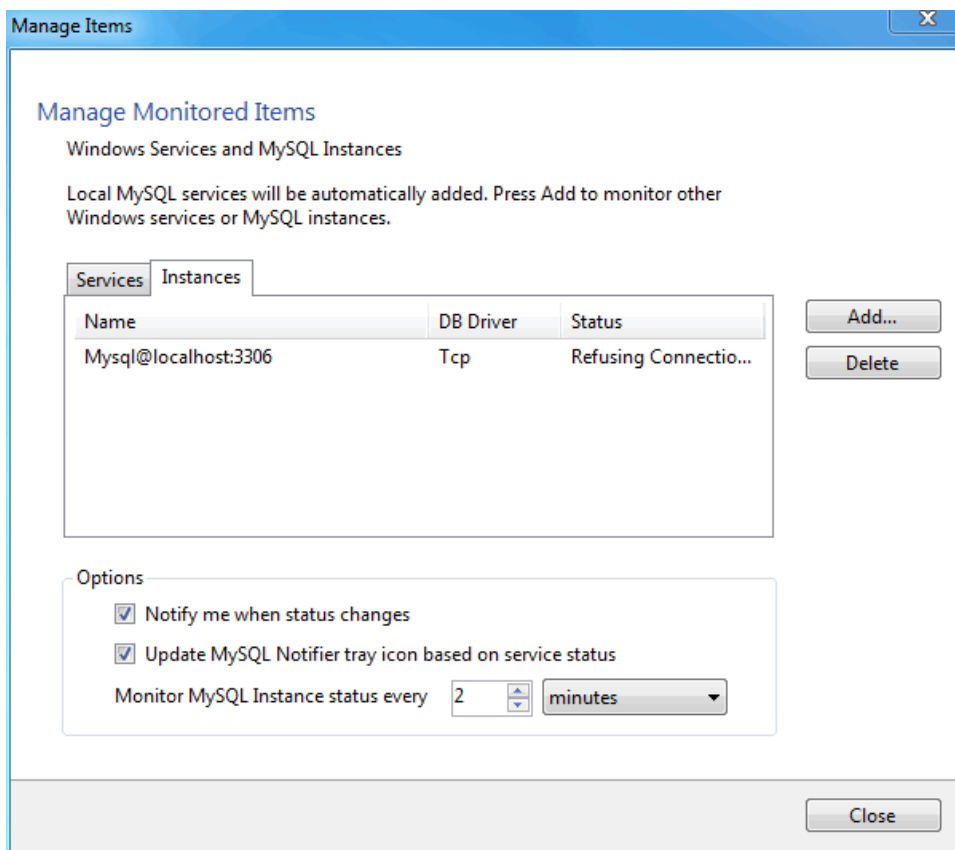 Manage Items
X
Manage Monitored Items
Windows Services and MySQL Instances
Local MySQL services will be automatically added. Press Add to monitor other
Windows services or MySQL instances.
Services Instances
Name DB Driver Status
Mysql@localhost:3306 Tcp Refusing Connectio...
Add...
Delete
Options
Notify me when status changes
Update MySQL Notifier tray icon based on service status
Monitor MySQL Instance status every 2 minutes
Close